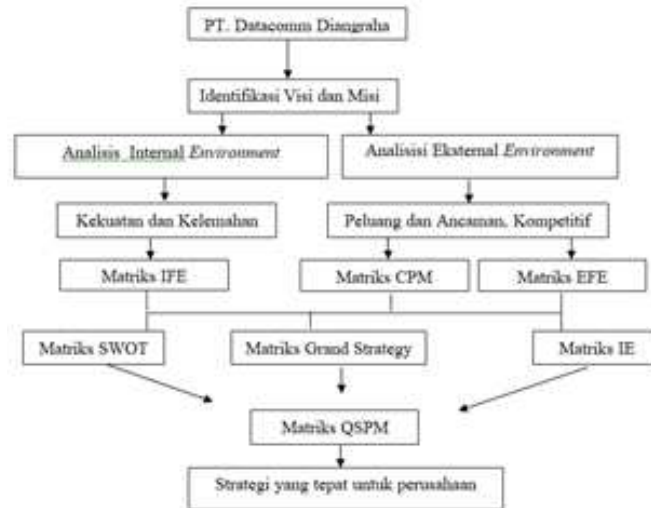 PT. Datacomm Diangraha
Identifikasi Visi dan Misi
Analisis Internal Environment
Analisisi Eksternal Environment
Kekuatan dan Kelemahan
Peluang dan Ancaman, Kompetitif
Matriks IFE
Matriks CPM
Matriks EFE
Matriks SWOT
Matriks Grand Strategy
Matriks IE
Matriks QSPM
Strategi yang tepat untuk perusahaan